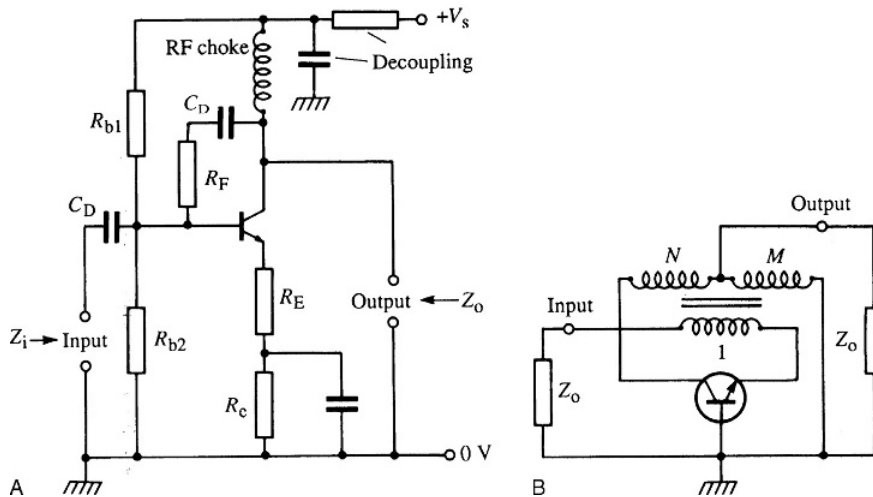 +Vs
RF choke
Decoupling
CD
Rb1
RF
CD
RE
Output
Zo
Zi
Input
Rb2
Rc
0 V
A
Output
N
M
Input
1
Zo
Zo
B